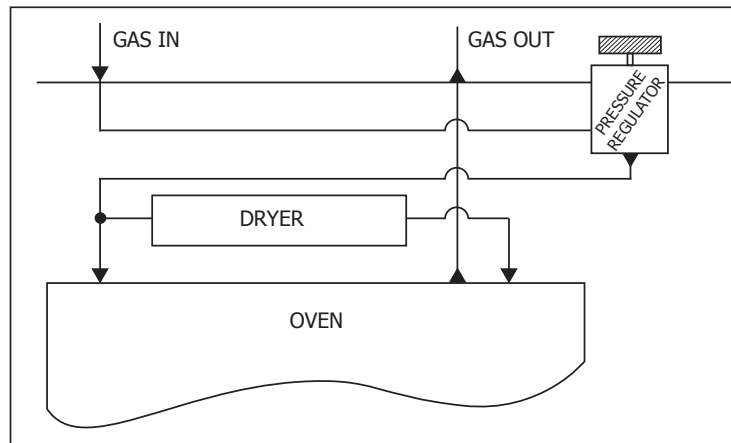 GAS IN
GAS OUT
PRESSURE
REGULATOR
DRYER
OVEN